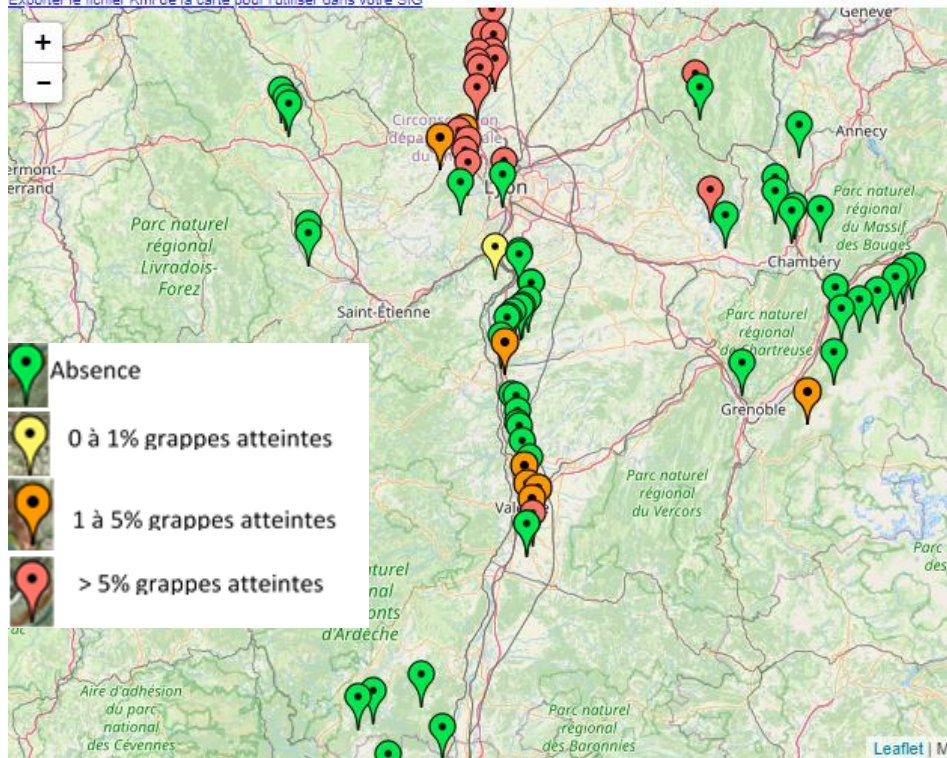 Exporter le fichier Kml de la carte pour l'utiliser dans votre SIG
+
−
Genève
Annecy
Lyon
Parc naturel
régional
Livradois-
Forez
Parc naturel
régional
du Massif
des Bauges
Chambéry
Saint-Étienne
Parc naturel
régional
de Chartreuse
Grenoble
Absence
0 à 1% grappes atteintes
1 à 5% grappes atteintes
> 5% grappes atteintes
Parc naturel
régional
du Vercors
Parc
des
d'Ardèche
Aire d'adhésion
du parc
national
des Cévennes
Parc naturel
régional
des Baronnies
Leaflet | M